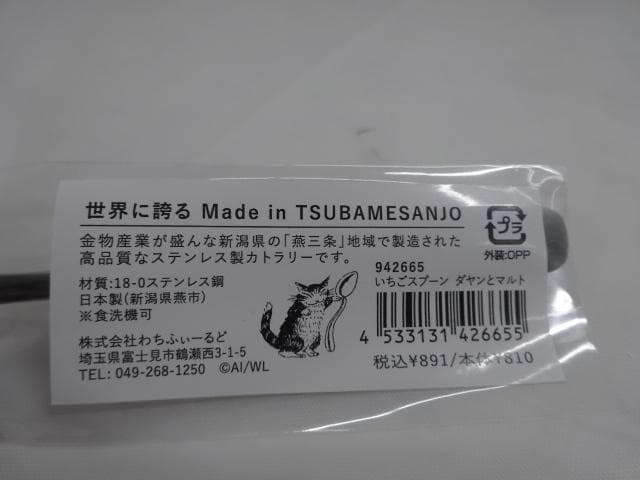 世界に誇る Made in TSUBAMESANJO
金物産業が盛んな新潟県の「燕三条」地域で製造された
高品質なステンレス製カトラリーです。
プラ
外装:OPP
材質:18-0ステンレス鋼
日本製(新潟県燕市)
※食洗機可
株式会社わちふぃーるど
埼玉県富士見市鶴瀬西3-1-5
TEL: 049-268-1250 ©AI/WL
942665
いちごスプーン ダヤンとマルト
4 533131 426655
税込¥891/本体¥810